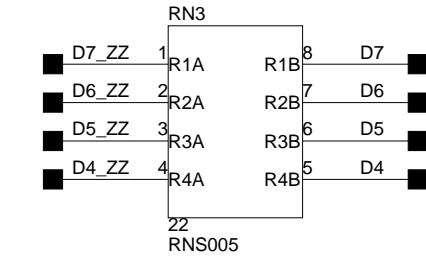 RN3
D7_ZZ 1 R1A R1B 8 D7
D6_ZZ 2 R2A R2B 7 D6
D5_ZZ 3 R3A R3B 6 D5
D4_ZZ 4 R4A R4B 5 D4
22
RNS005